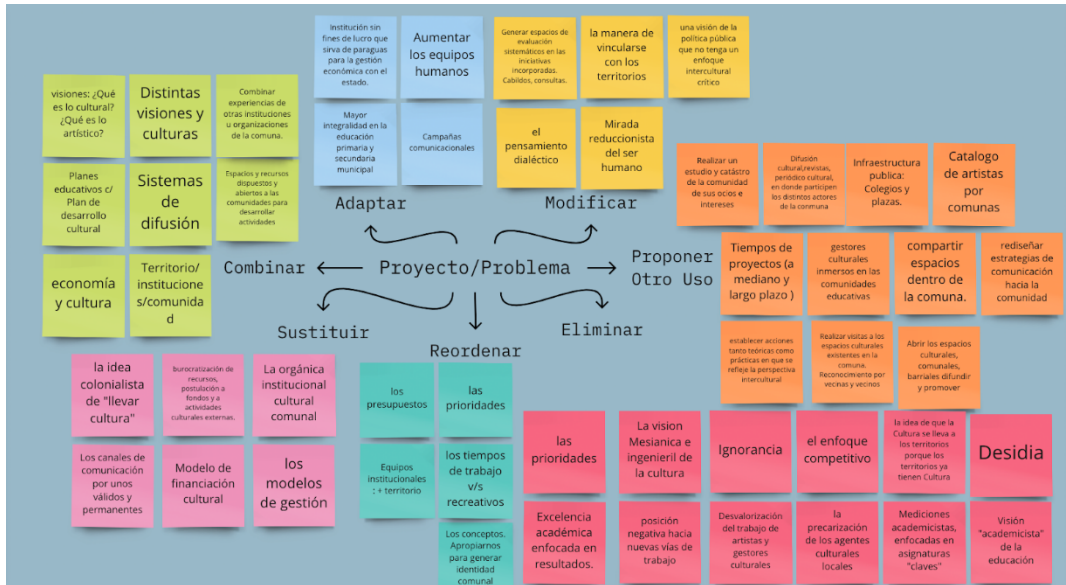 Institución sin
fines de lucro que
sirva de paraguas
para la gestión
económica con el
estado.
Aumentar
los equipos
humanos
Mayor
integralidad en la
educación
primaria y
secundaria
municipal
Campañas
comunicacionales
Adaptar
Generar espacios de
evaluación
sistemáticos en las
iniciativas
incorporadas.
Cabildos, consultas.
la manera de
vincularse
con los
territorios
una visión de la
política pública
que no tenga un
enfoque
intercultural
crítico
el
pensamiento
dialéctico
Mirada
reduccionista
del ser
humano
Modificar
visiones: ¿Qué
es lo cultural?
¿Qué es lo
artístico?
Distintas
visiones y
culturas
Combinar
experiencias de
otras instituciones
u organizaciones
de la comuna.
Planes
educativos c/
Plan de
desarrollo
cultural
Sistemas
de
difusión
Espacios y recursos
dispuestos y
abiertos a las
comunidades para
desarrollar
actividades
economía
y cultura
Territorio/
institucione
s/comunida
d
Combinar
Proyecto/Problema
Proponer
Otro Uso
Realizar un
estudio y catástro
de la comunidad
de sus ocios e
intereses
Difusión
cultural,revistas,
periódico cultural,
en donde participen
los distintos actores
de la conmuna
Infraestructura
publica:
Colegios y
plazas.
Catalogo
de artistas
por
comunas
Tiempos de
proyectos (a
mediano y
largo plazo )
gestores
culturales
inmersos en las
comunidades
educativas
compartir
espacios
dentro de
la comuna.
rediseñar
estrategias de
comunicación
hacia la
comunidad
establecer acciones
tanto teóricas como
prácticas en que se
refleje la perspectiva
intercultural
Realizar visitas a los
espacios culturales
existentes en la
comuna.
Reconocimiento por
vecinas y vecinos
Abrir los espacios
culturales,
comunales,
barriales difundir y
promover
Sustituir
la idea
colonialista
de "llevar
cultura"
burocratización de
recursos,
postulación a
fondos y a
actividades
culturales externas.
La orgánica
institucional
cultural
comunal
Los canales de
comunicación
por unos
válidos y
permanentes
Modelo de
financiación
cultural
los
modelos de
gestión
Reordenar
los
presupuestos
las
prioridades
Equipos
institucionales
: + territorio
los tiempos
de trabajo
v/s
recreativos
Los conceptos.
Apropiarnos
para generar
identidad
comunal
Eliminar
las
prioridades
La vision
Mesianica e
ingenieril de
la cultura
Ignorancia
el enfoque
competitivo
la idea de que la
Cultura se lleva a
los territorios
porque los
territorios ya
tienen Cultura
Desidia
Excelencia
académica
enfocada en
resultados.
posición
negativa hacia
nuevas vías de
trabajo
Desvalorización
del trabajo de
artistas y
gestores
culturales
la
precarización
de los agentes
culturales
locales
Mediciones
academicistas,
enfocadas en
asignaturas
"claves"
Visión
"academicista"
de la
educación